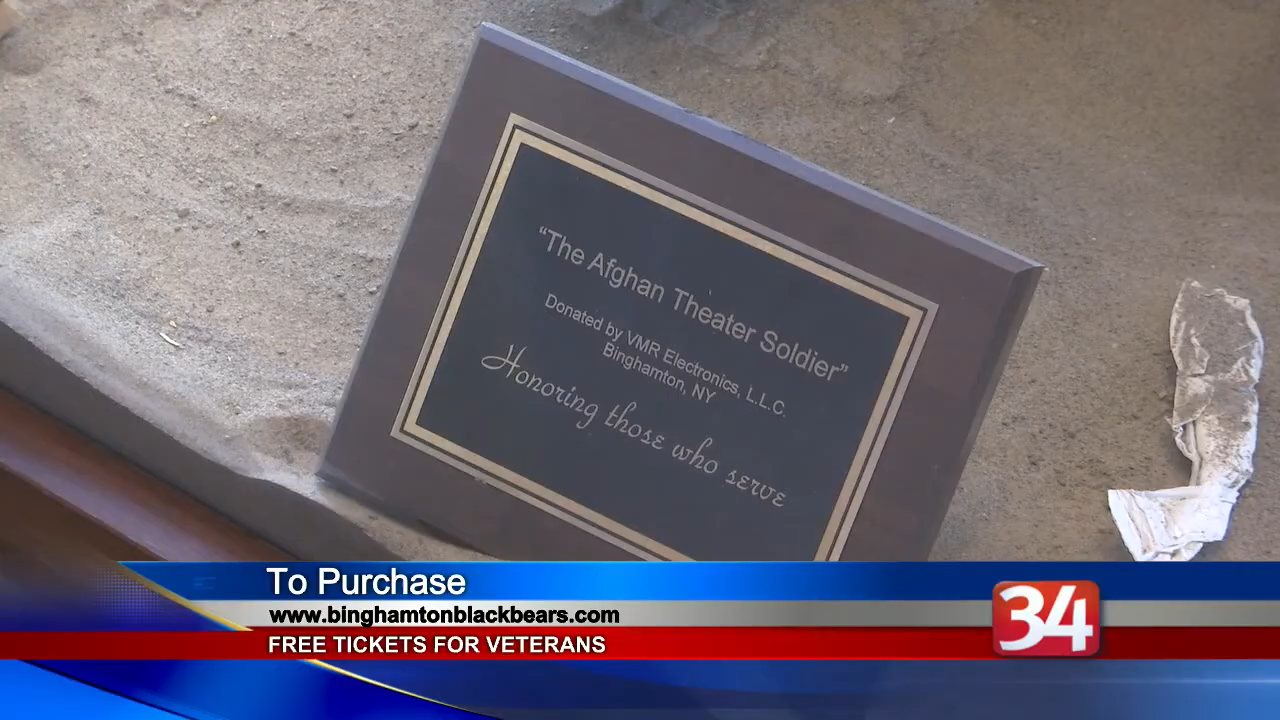 “The Afghan Theater Soldier”
Donated by VMR Electronics, L.L.C.
Binghamton, NY
Honoring those who serve
To Purchase
www.binghamtonblackbears.com
FREE TICKETS FOR VETERANS
34